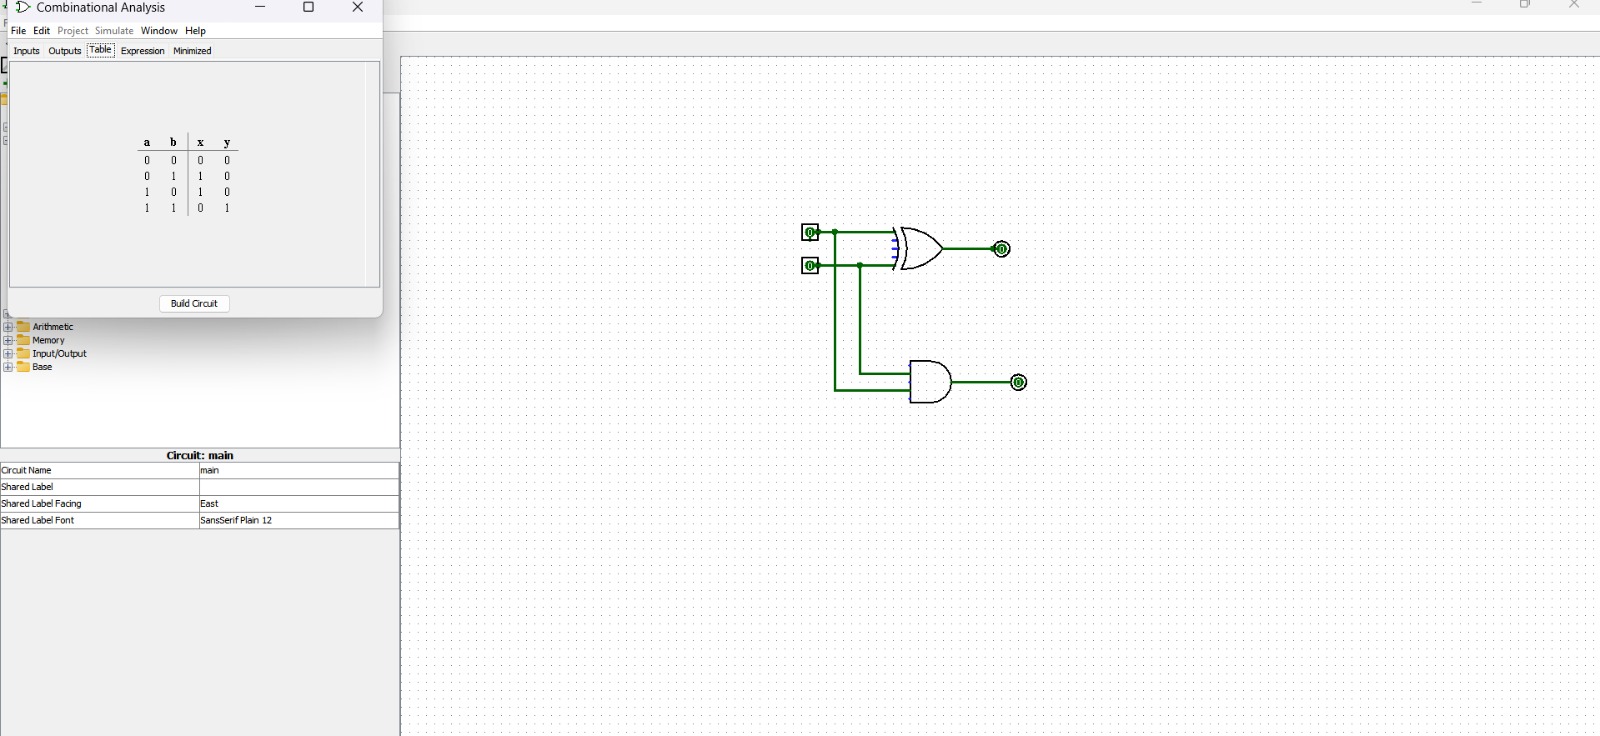 Combinational Analysis
File Edit Project Simulate Window Help
Inputs Outputs Table Expression Minimized
a b x y
0 0 0 0
0 1 1 0
1 0 1 0
1 1 0 1
Build Circuit
Arithmetic
Memory
Input/Output
Base
Circuit: main
Circuit Name main
Shared Label
Shared Label Facing East
Shared Label Font SansSerif Plain 12
0
0
0
0